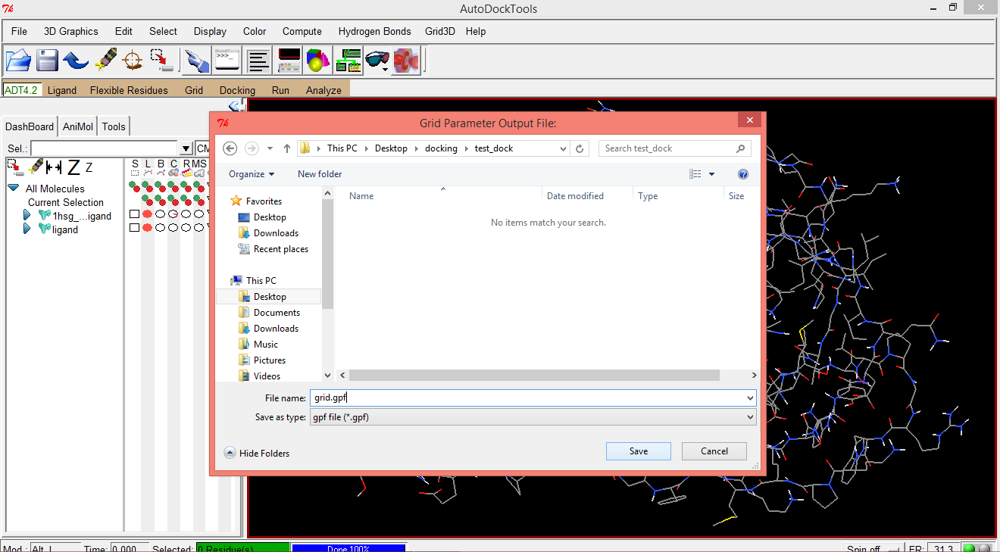 AutoDockTools
File 3D Graphics Edit Select Display Color Compute Hydrogen Bonds Grid3D Help
ADT4.2 Ligand Flexible Residues Grid Docking Run Analyze
DashBoard AniMol Tools
Sel.: CM
S L B C R MS
Z Z
All Molecules
Current Selection
1hsg_...igand
ligand
Grid Parameter Output File:
This PC Desktop docking test_dock Search test_dock
Organize New folder
Name Date modified Type Size
No items match your search.
Favorites
Desktop
Downloads
Recent places
This PC
Desktop
Documents
Downloads
Music
Pictures
Videos
File name: grid.gpf
Save as type: gpf file (*.gpf)
Hide Folders Save Cancel
Mod.: Time: 0.000 Selected: 0 Residue(s) Done 100% Spin off FR: 31.3